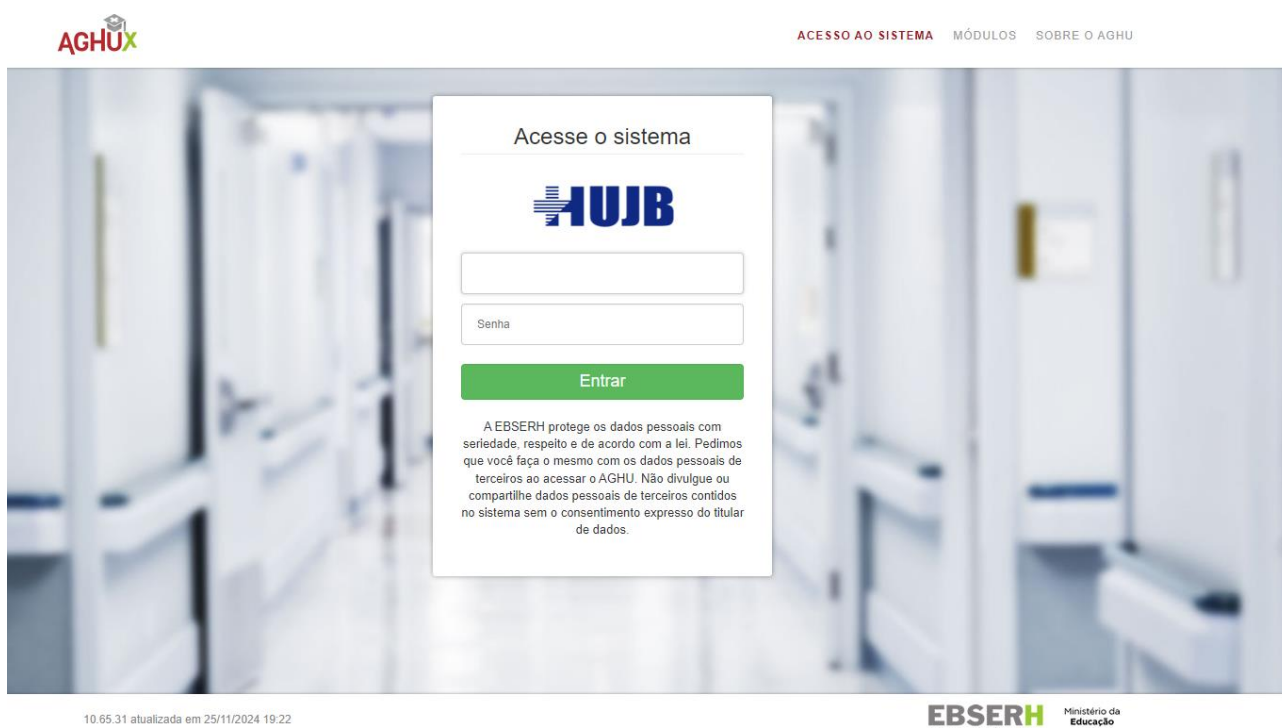 AGHUX
ACESSO AO SISTEMA MÓDULOS SOBRE O AGHU
Acesse o sistema
HUJB
Senha
Entrar
A EBSERH protege os dados pessoais com
seriedade, respeito e de acordo com a lei. Pedimos
que você faça o mesmo com os dados pessoais de
terceiros ao acessar o AGHU. Não divulgue ou
compartilhe dados pessoais de terceiros contidos
no sistema sem o consentimento expresso do titular
de dados.
10.65.31 atualizada em 25/11/2024 19:22
EBSERH
Ministério da
Educação